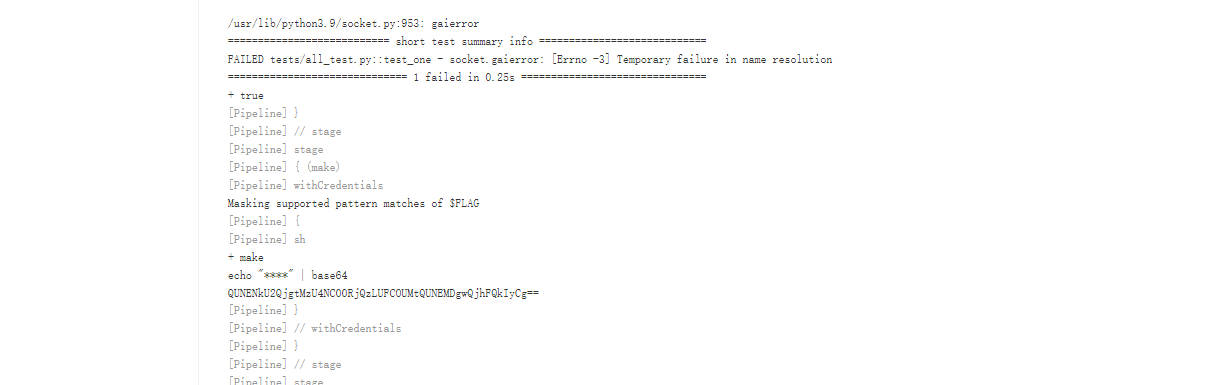 /usr/lib/python3.9/socket.py:953: gaierror
=========================== short test summary info ============================
FAILED tests/all_test.py::test_one - socket.gaierror: [Errno -3] Temporary failure in name resolution
============================== 1 failed in 0.25s ===============================
+ true
[Pipeline] }
[Pipeline] // stage
[Pipeline] stage
[Pipeline] { (make)
[Pipeline] withCredentials
Masking supported pattern matches of $FLAG
[Pipeline] {
[Pipeline] sh
+ make
echo "****" | base64
QUNENkU2QjgtMzU4NC00RjQzLUFCOUMtQUNEMDgwQjhFQkIyCg==
[Pipeline] }
[Pipeline] // withCredentials
[Pipeline] }
[Pipeline] // stage
[Pipeline] stage